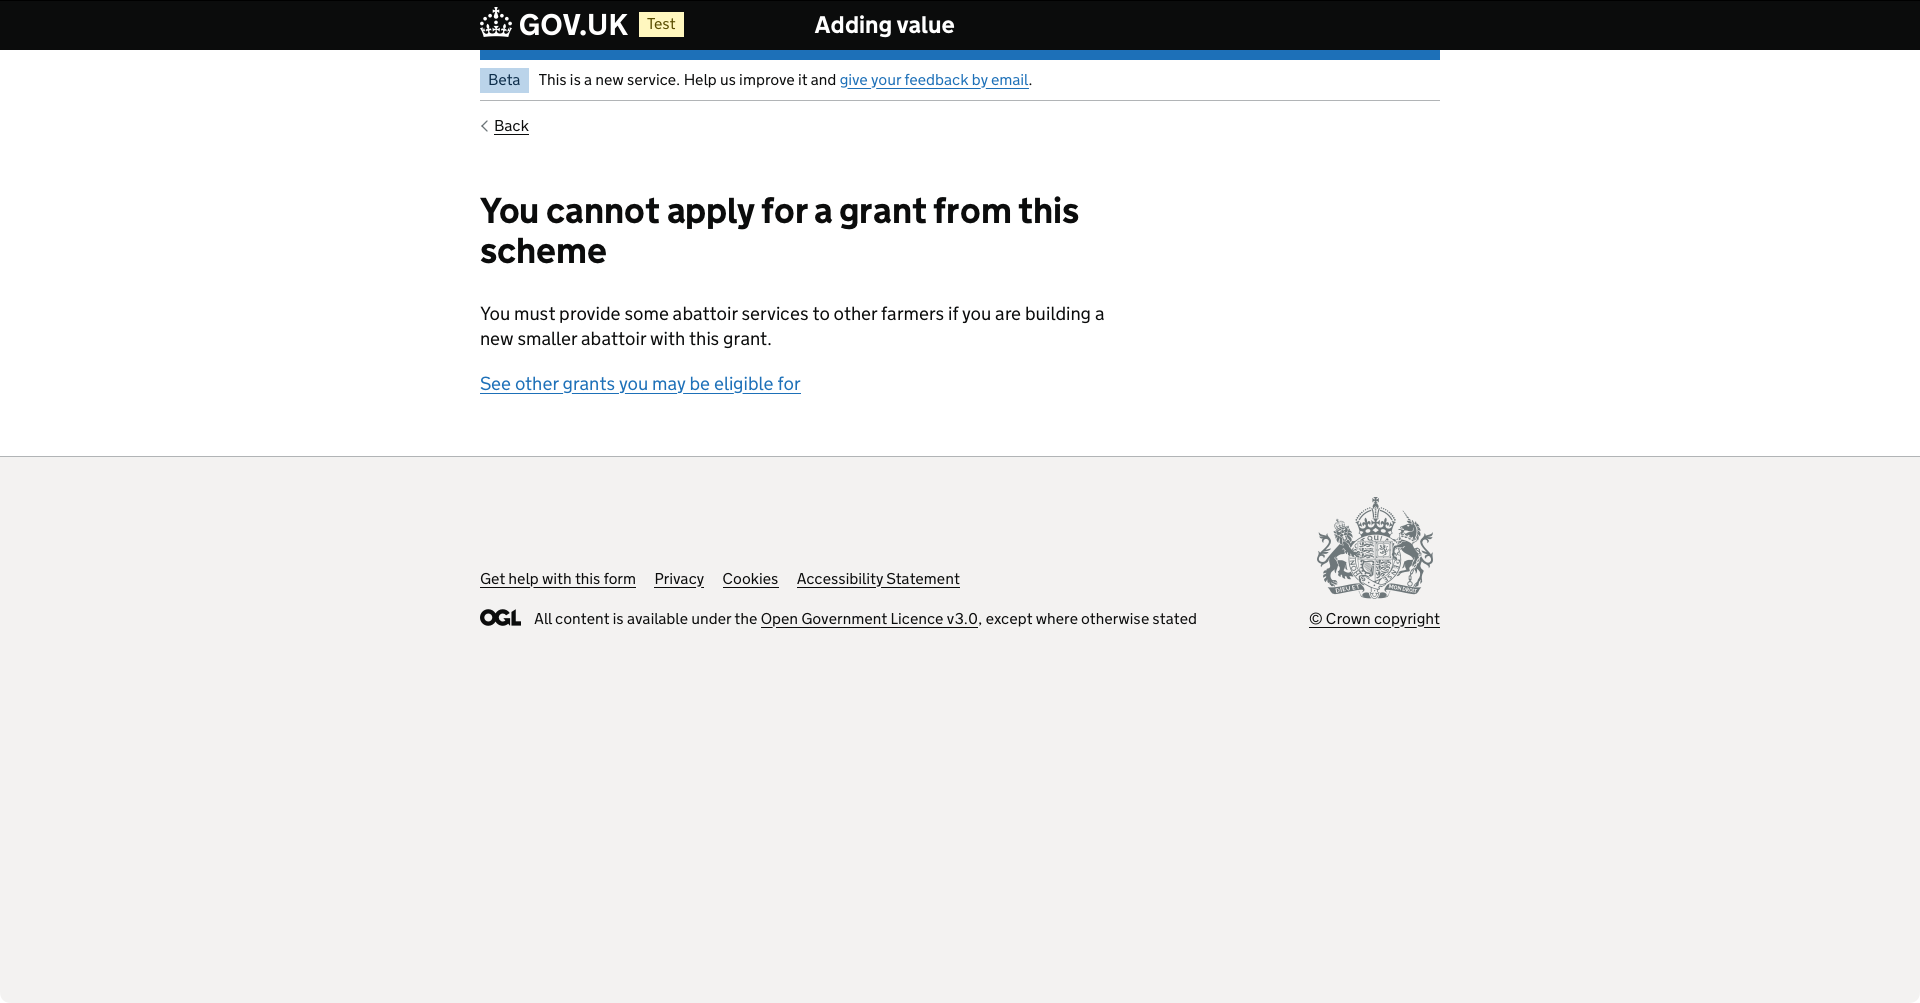 GOV.UK Test Adding value
Beta This is a new service. Help us improve it and give your feedback by email.
Back
You cannot apply for a grant from this
scheme
You must provide some abattoir services to other farmers if you are building a
new smaller abattoir with this grant.
See other grants you may be eligible for
Get help with this form Privacy Cookies Accessibility Statement
OGL All content is available under the Open Government Licence v3.0, except where otherwise stated
© Crown copyright